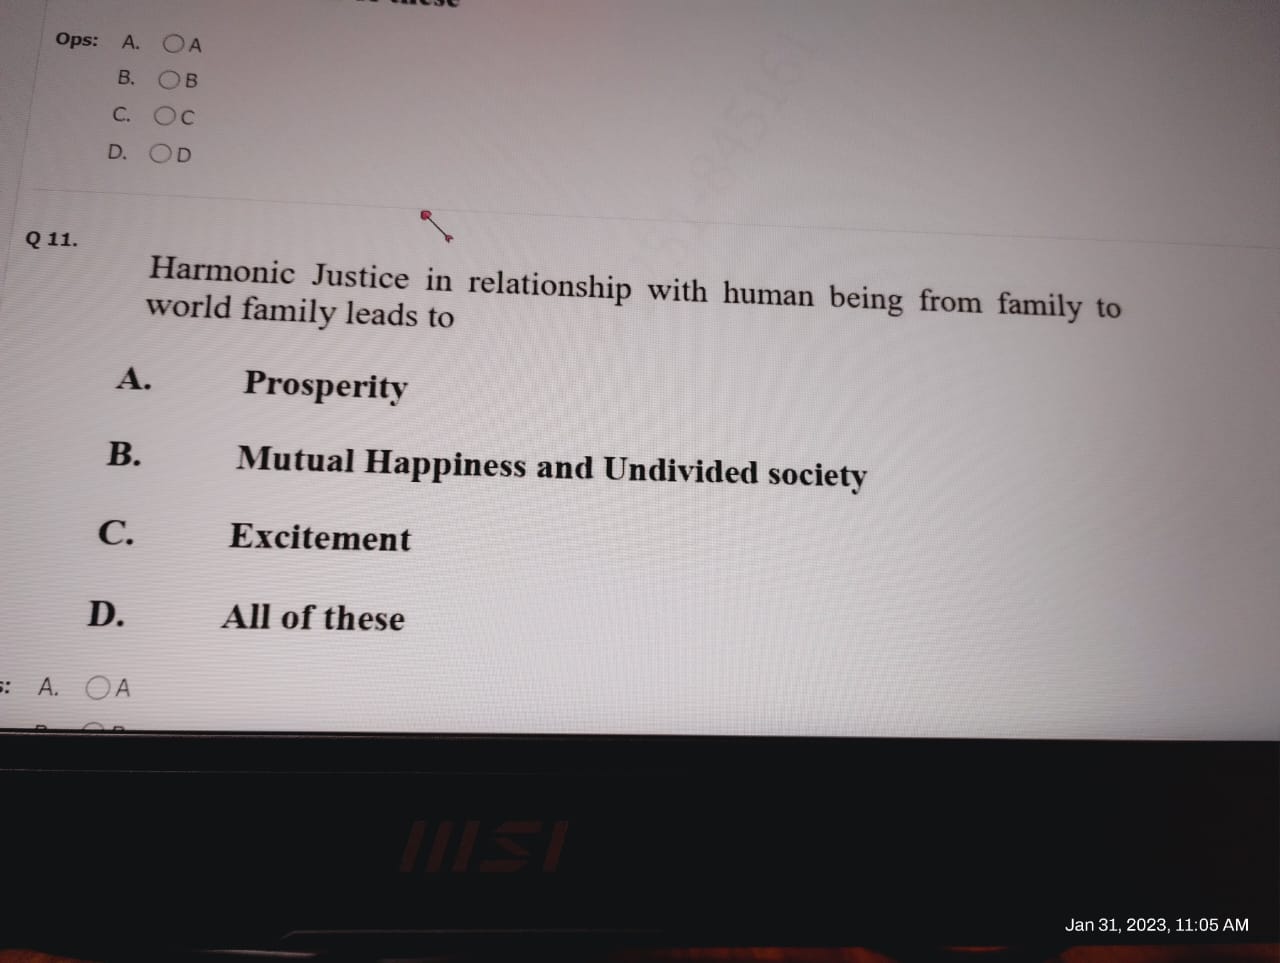 Ops: A. A
B. B
C. C
D. D
Q 11.
Harmonic Justice in relationship with human being from family to
world family leads to
A. Prosperity
B. Mutual Happiness and Undivided society
C. Excitement
D. All of these
A. A
msi
Jan 31, 2023, 11:05 AM